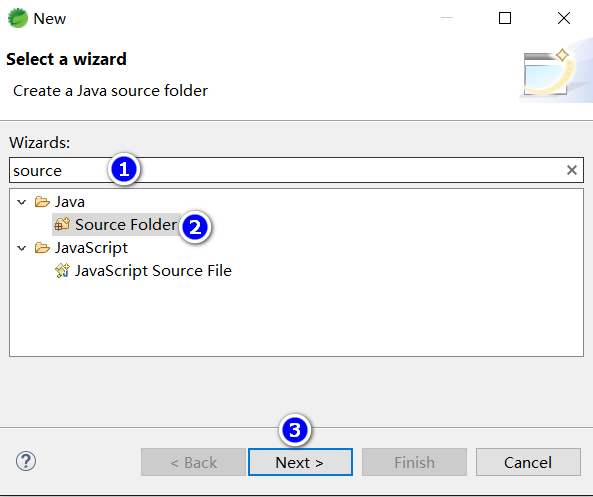 New
Select a wizard
Create a Java source folder
Wizards:
source
1
Java
Source Folder
2
JavaScript
JavaScript Source File
3
?
< Back
Next >
Finish
Cancel